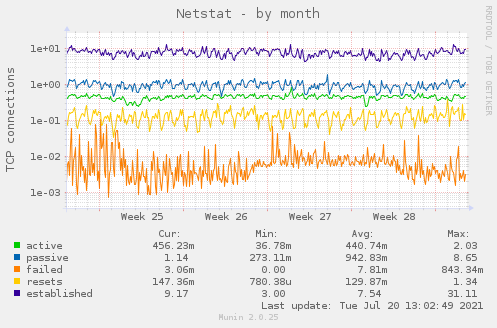 Netstat - by month
RRDTOOL / TOBI OETIKER
TCP connections
1e+01
1e+00
1e-01
1e-02
1e-03
Week 25 Week 26 Week 27 Week 28
Cur: Min: Avg: Max:
active 456.23m 36.78m 440.74m 2.03
passive 1.14 273.11m 942.83m 8.65
failed 3.06m 0.00 7.81m 843.34m
resets 147.36m 780.38u 129.87m 1.34
established 9.17 3.00 7.54 31.11
Last update: Tue Jul 20 13:02:49 2021
Munin 2.0.25